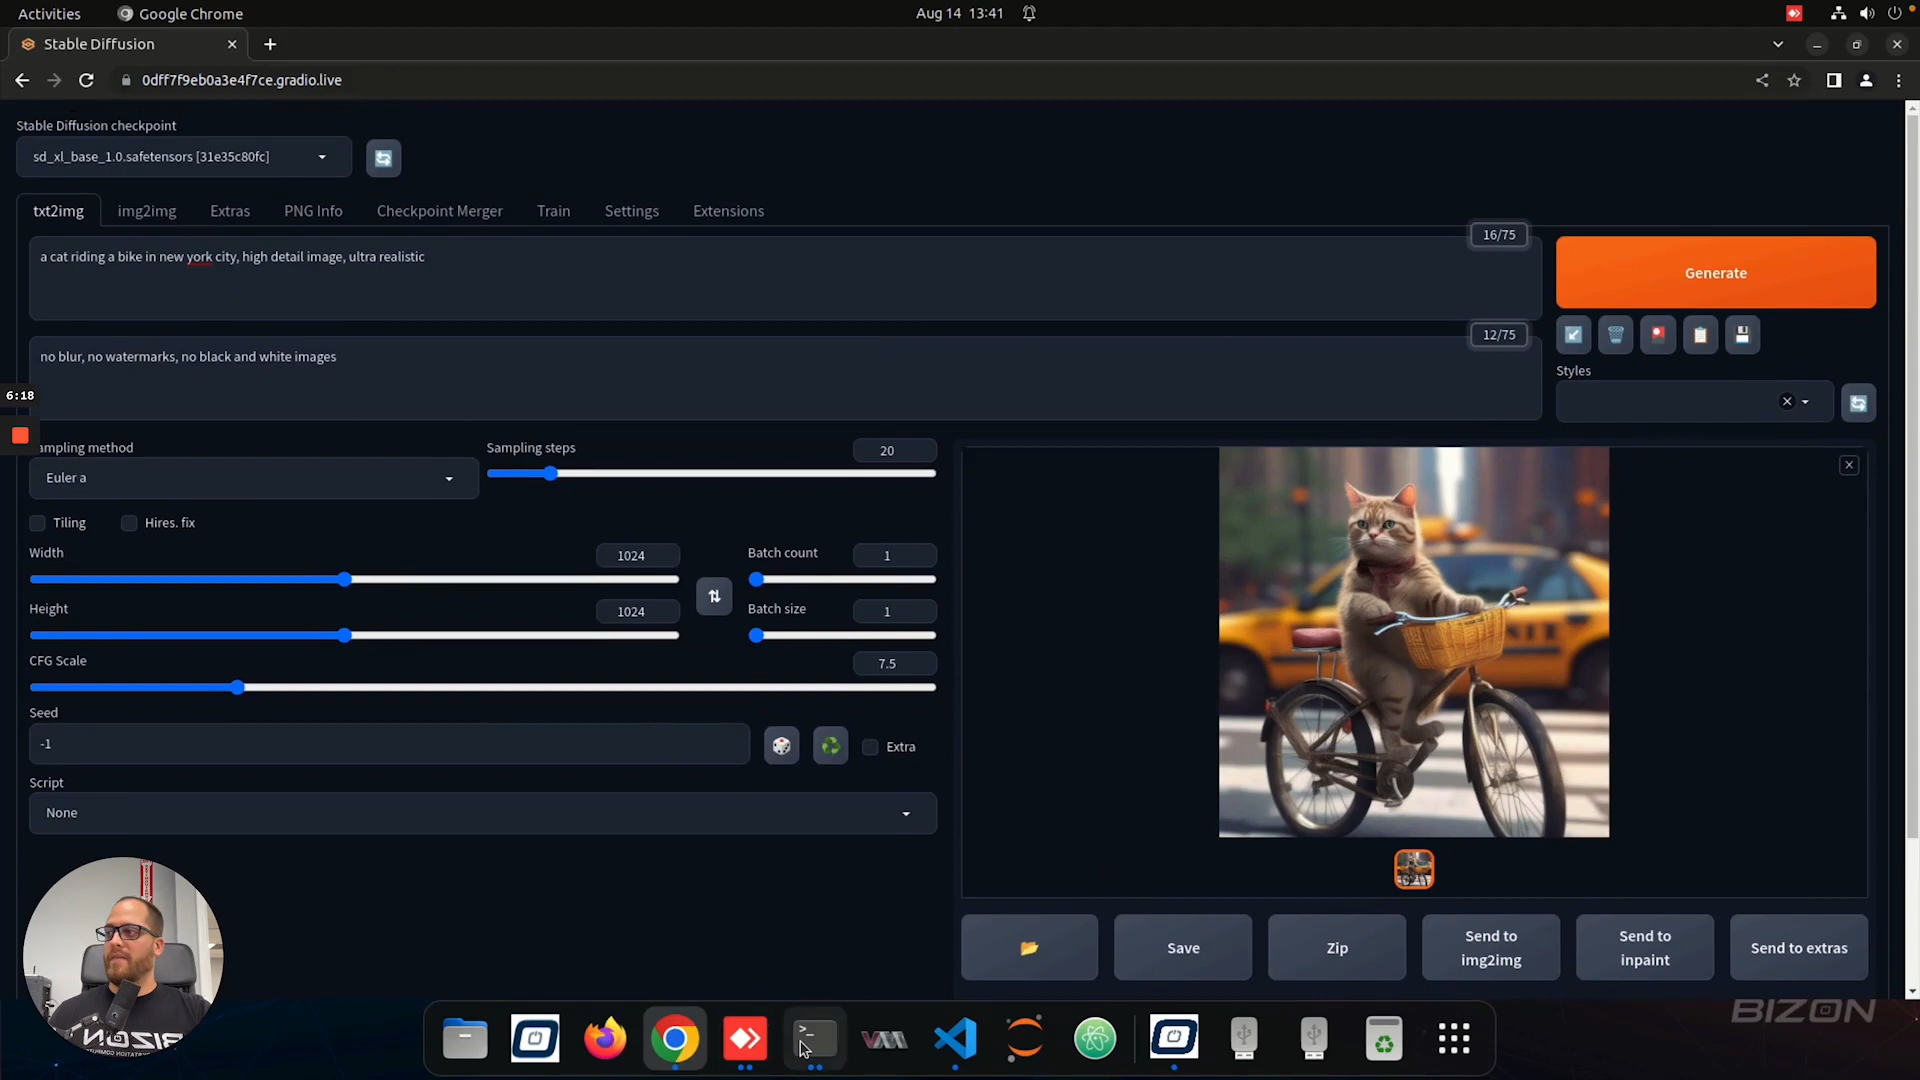 Activities
Google Chrome
Aug 14 13:41
Stable Diffusion
0dff7f9eb0a3e4f7ce.gradio.live
Stable Diffusion checkpoint
sd_xl_base_1.0.safetensors [31e35c80fc]
txt2img
img2img
Extras
PNG Info
Checkpoint Merger
Train
Settings
Extensions
16/75
a cat riding a bike in new york city, high detail image, ultra realistic
Generate
12/75
no blur, no watermarks, no black and white images
Styles
6:18
ampling method
Euler a
Sampling steps
20
Tiling
Hires. fix
Width
1024
Batch count
1
Height
1024
Batch size
1
CFG Scale
7.5
Seed
-1
Extra
Script
None
Save
Zip
Send to
img2img
Send to
inpaint
Send to extras
BIZON
BIZON